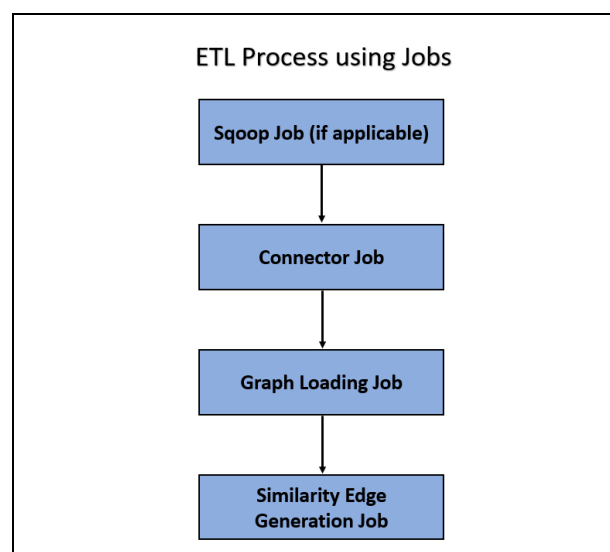 ETL Process using Jobs
Sqoop Job (if applicable)
Connector Job
Graph Loading Job
Similarity Edge
Generation Job